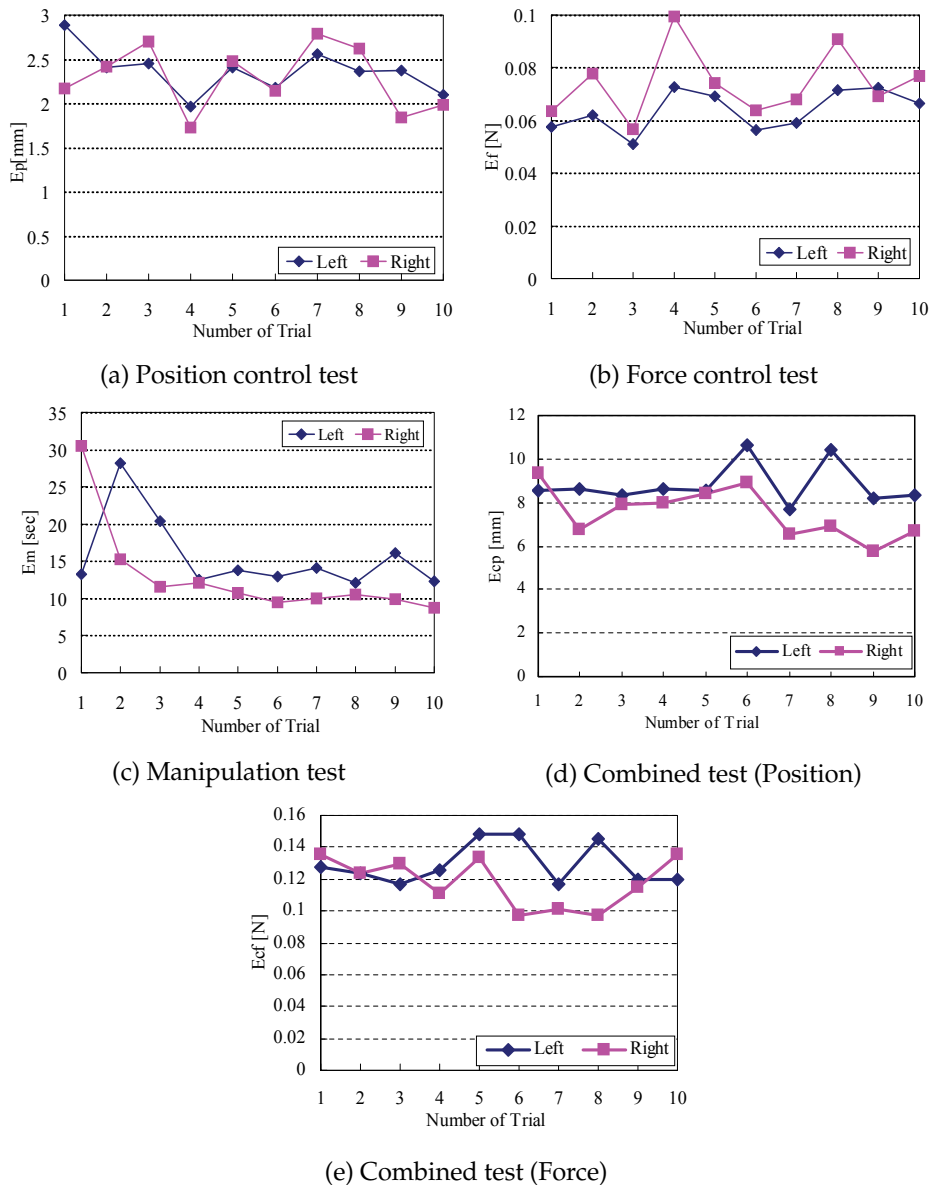 3
2.5
2
1.5
1
0.5
0
Ep[mm]
Left Right
1 2 3 4 5 6 7 8 9 10
Number of Trial
(a) Position control test
0.1
0.08
0.06
0.04
0.02
0
Ef [N]
Left Right
1 2 3 4 5 6 7 8 9 10
Number of Trial
(b) Force control test
35
30
25
20
15
10
5
0
Em [sec]
Left Right
1 2 3 4 5 6 7 8 9 10
Number of Trial
(c) Manipulation test
12
10
8
6
4
2
0
Ecp [mm]
Left Right
1 2 3 4 5 6 7 8 9 10
Number of Trial
(d) Combined test (Position)
0.16
0.14
0.12
0.1
0.08
0.06
0.04
0.02
0
Ecf [N]
Left Right
1 2 3 4 5 6 7 8 9 10
Number of Trial
(e) Combined test (Force)